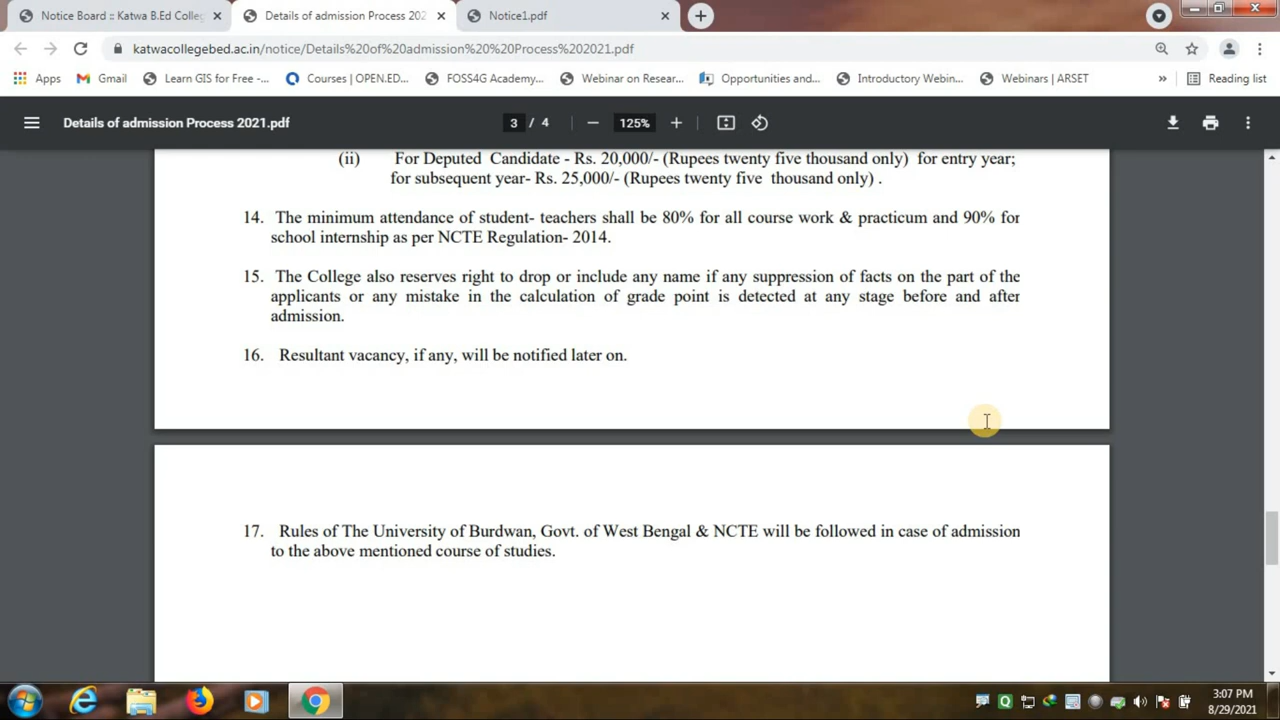 Notice Board :: Katwa B.Ed Colleg
Details of admission Process 202
Notice1.pdf
katwacollegebed.ac.in/notice/Details%20of%20admission%20%20Process%202021.pdf
Apps
Gmail
Learn GIS for Free -...
Courses | OPEN.ED...
FOSS4G Academy...
Webinar on Resear...
Opportunities and...
Introductory Webin...
Webinars | ARSET
»
Reading list
Details of admission Process 2021.pdf
3 / 4
125%
(ii) For Deputed Candidate - Rs. 20,000/- (Rupees twenty five thousand only) for entry year;
for subsequent year- Rs. 25,000/- (Rupees twenty five thousand only) .
14. The minimum attendance of student- teachers shall be 80% for all course work & practicum and 90% for
school internship as per NCTE Regulation- 2014.
15. The College also reserves right to drop or include any name if any suppression of facts on the part of the
applicants or any mistake in the calculation of grade point is detected at any stage before and after
admission.
16. Resultant vacancy, if any, will be notified later on.
17. Rules of The University of Burdwan, Govt. of West Bengal & NCTE will be followed in case of admission
to the above mentioned course of studies.
3:07 PM
8/29/2021